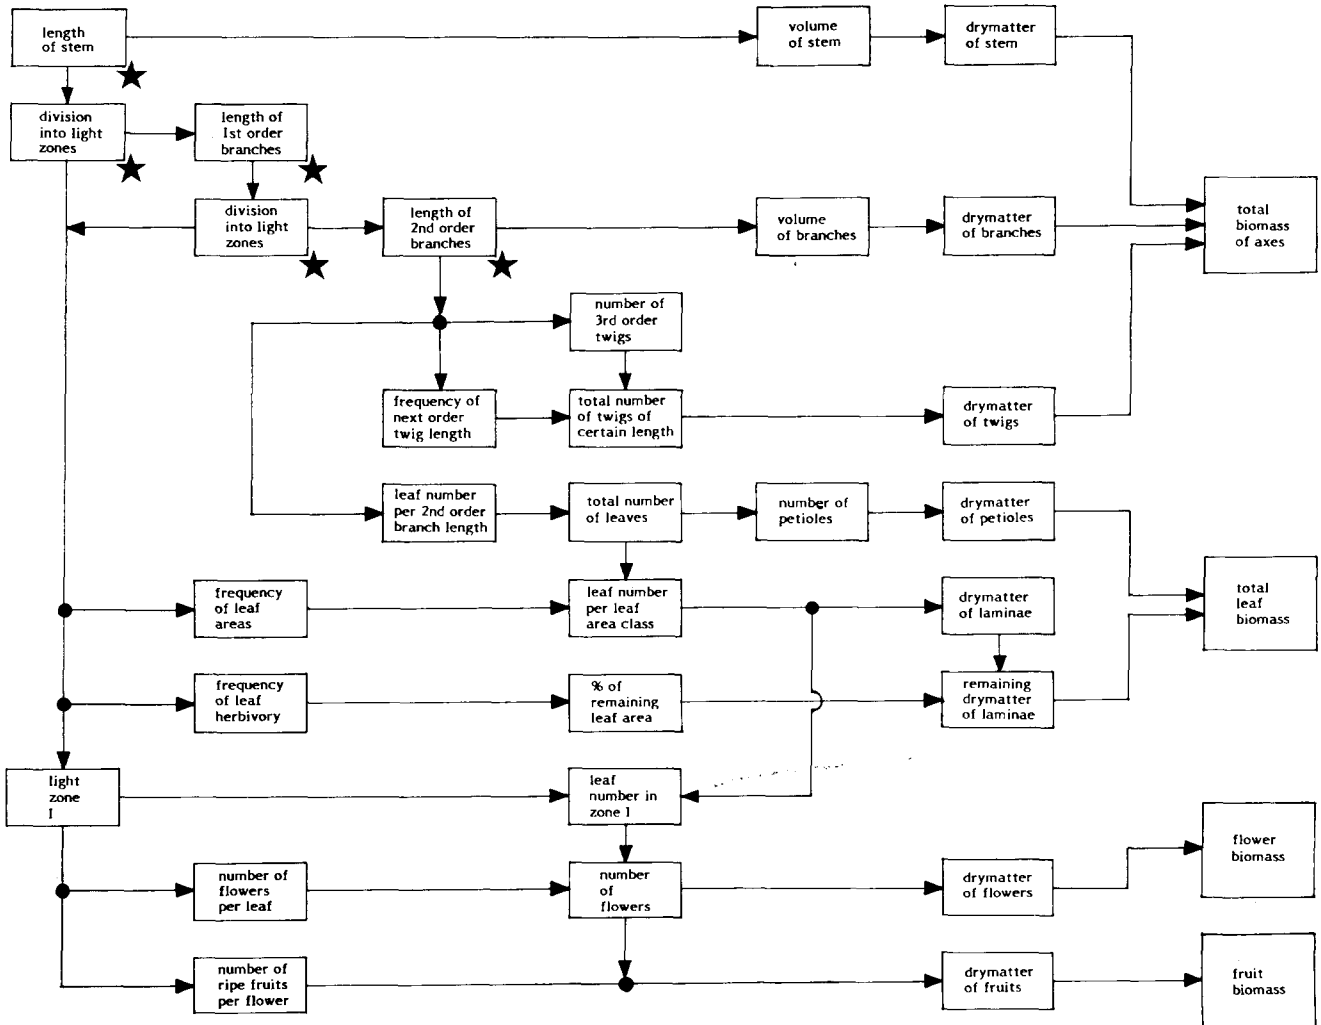 length
of stem
volume
of stem
drymatter
of stem
division
into light
zones
length of
1st order
branches
division
into light
zones
length of
2nd order
branches
volume
of branches
drymatter
of branches
total
biomass
of axes
number of
3rd order
twigs
frequency of
next order
twig length
total number
of twigs of
certain length
drymatter
of twigs
leaf number
per 2nd order
branch length
total number
of leaves
number of
petioles
drymatter
of petioles
frequency
of leaf
areas
leaf number
per leaf
area class
drymatter
of laminae
total
leaf
biomass
frequency
of leaf
herbivory
% of
remaining
leaf area
remaining
drymatter
of laminae
light
zone
I
leaf
number in
zone I
number of
flowers
per leaf
number
of
flowers
drymatter
of flowers
flower
biomass
number of
ripe fruits
per flower
drymatter
of fruits
fruit
biomass